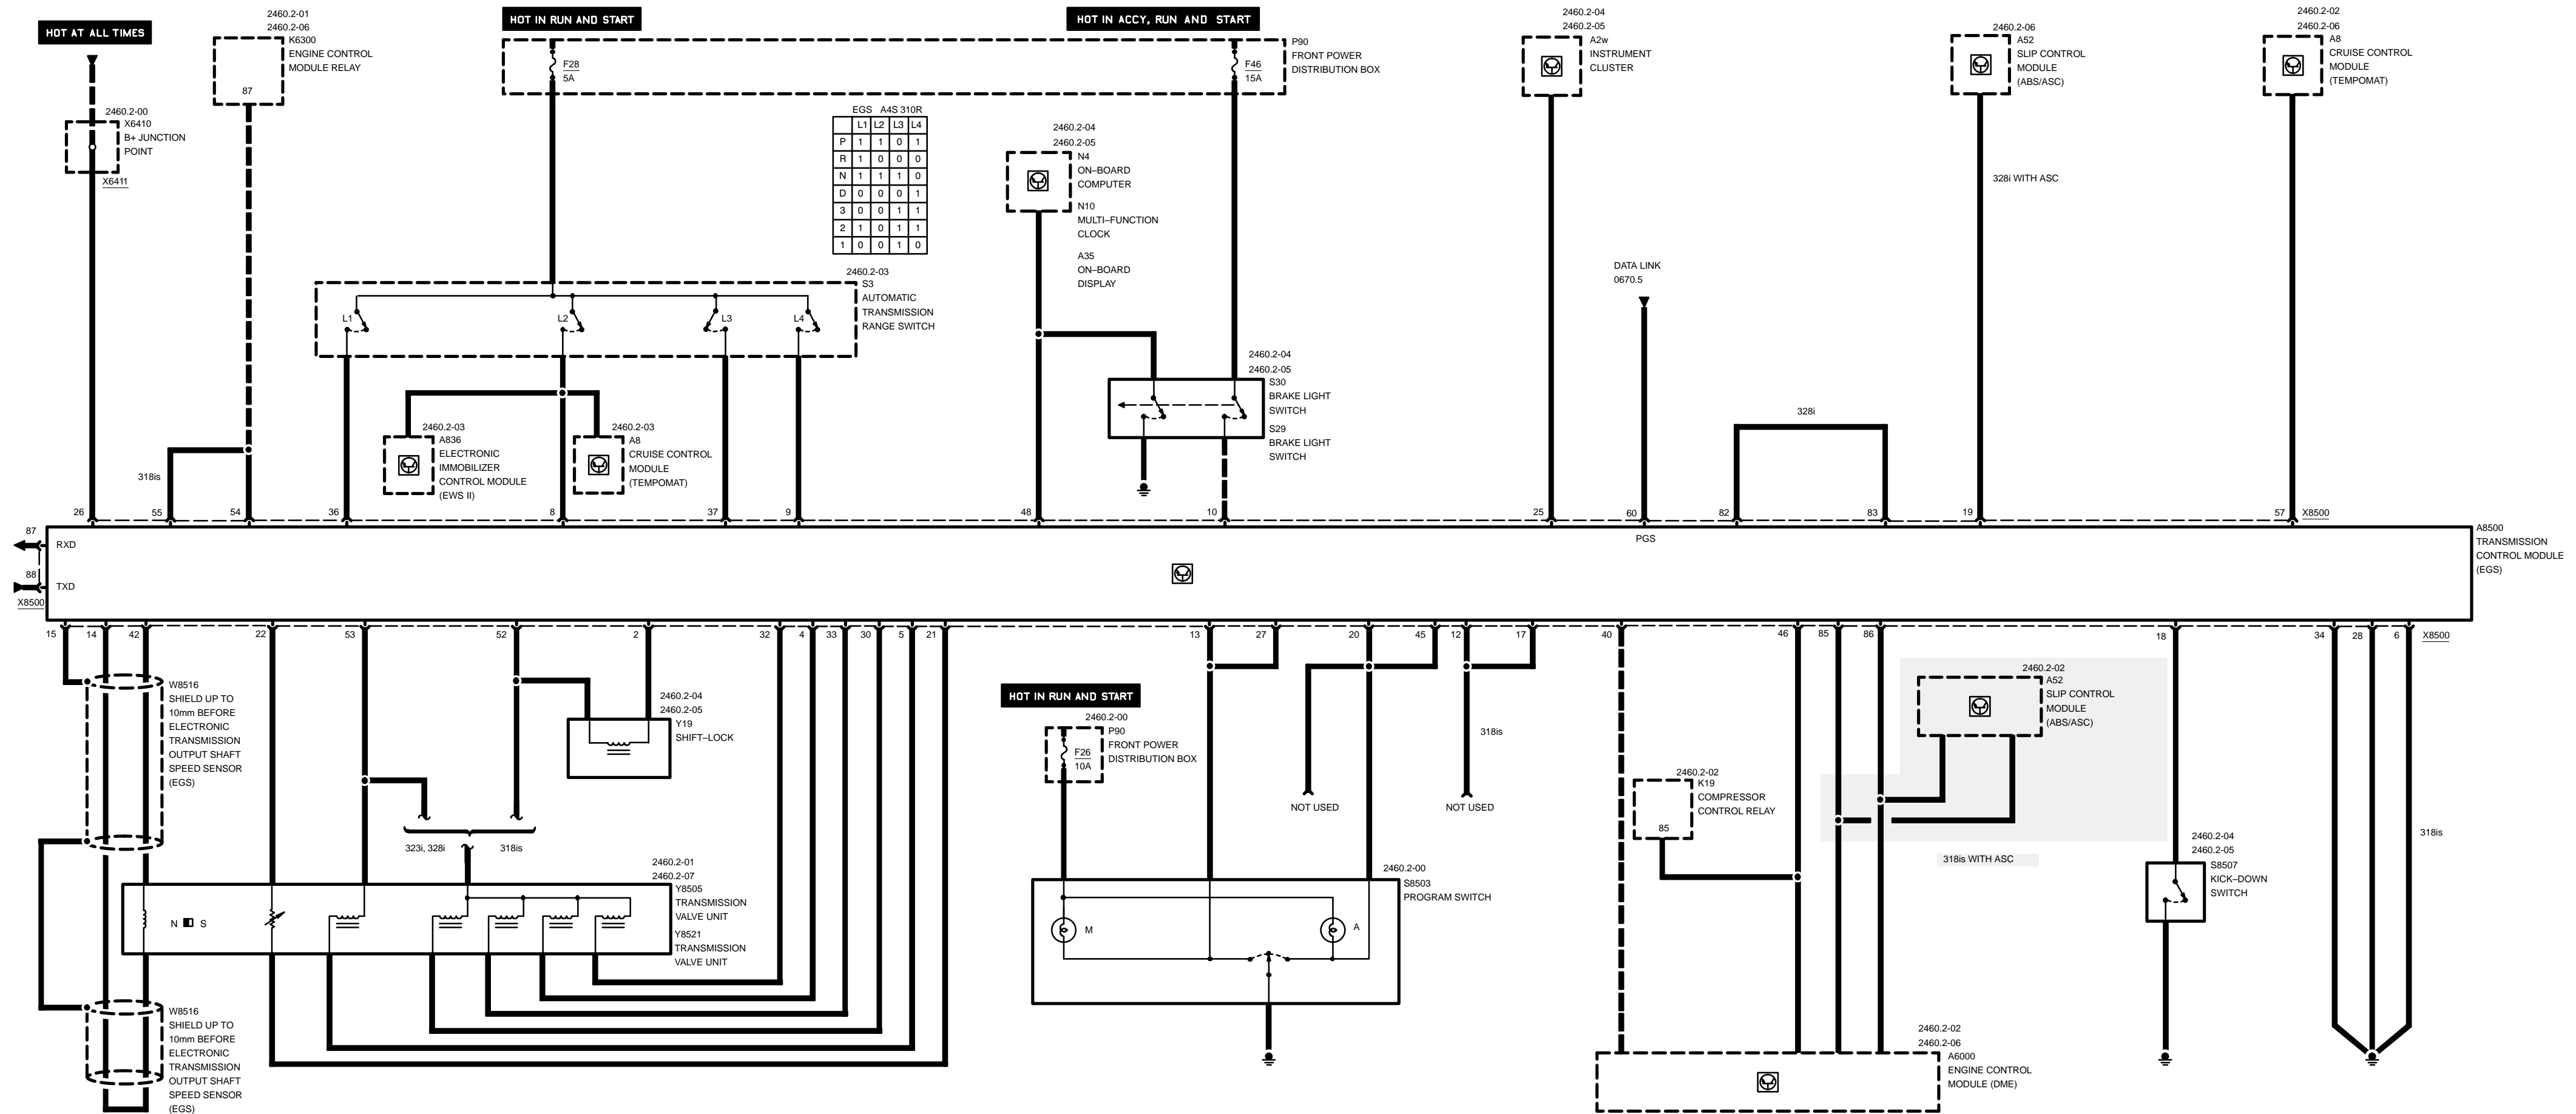 HOT AT ALL TIMES
2460.2-00
X6410
B+ JUNCTION
POINT
X6411
2460.2-01
2460.2-06
K6300
ENGINE CONTROL
MODULE RELAY
87
318is
HOT IN RUN AND START
F28
5A
HOT IN ACCY, RUN AND START
F46
15A
P90
FRONT POWER
DISTRIBUTION BOX
EGS A4S 310R
L1 L2 L3 L4
P 1 1 0 1
R 1 0 0 0
N 1 1 1 0
D 0 0 0 1
3 0 0 1 1
2 1 0 1 1
1 0 0 1 0
2460.2-03
S3
AUTOMATIC
TRANSMISSION
RANGE SWITCH
L1
L2
L3
L4
2460.2-03
A836
ELECTRONIC
IMMOBILIZER
CONTROL MODULE
(EWS II)
2460.2-03
A8
CRUISE CONTROL
MODULE
(TEMPOMAT)
2460.2-04
2460.2-05
N4
ON–BOARD
COMPUTER
N10
MULTI–FUNCTION
CLOCK
A35
ON–BOARD
DISPLAY
2460.2-04
2460.2-05
S30
BRAKE LIGHT
SWITCH
S29
BRAKE LIGHT
SWITCH
2460.2-04
2460.2-05
A2w
INSTRUMENT
CLUSTER
DATA LINK
0670.5
328i
2460.2-06
A52
SLIP CONTROL
MODULE
(ABS/ASC)
328i WITH ASC
2460.2-02
2460.2-06
A8
CRUISE CONTROL
MODULE
(TEMPOMAT)
26 55 54 36 8 37 9 48 10 25 60 82 83 19 57 X8500
87
RXD
88
TXD
X8500
PGS
A8500
TRANSMISSION
CONTROL MODULE
(EGS)
15 14 42 22 53 52 2 32 4 33 30 5 21 13 27 20 45 12 17 40 46 85 86 18 34 28 6 X8500
W8516
SHIELD UP TO
10mm BEFORE
ELECTRONIC
TRANSMISSION
OUTPUT SHAFT
SPEED SENSOR
(EGS)
2460.2-04
2460.2-05
Y19
SHIFT–LOCK
323i, 328i
318is
2460.2-01
2460.2-07
Y8505
TRANSMISSION
VALVE UNIT
Y8521
TRANSMISSION
VALVE UNIT
N S
W8516
SHIELD UP TO
10mm BEFORE
ELECTRONIC
TRANSMISSION
OUTPUT SHAFT
SPEED SENSOR
(EGS)
HOT IN RUN AND START
2460.2-00
P90
FRONT POWER
DISTRIBUTION BOX
F26
10A
NOT USED
318is
NOT USED
2460.2-00
S8503
PROGRAM SWITCH
M
A
2460.2-02
K19
COMPRESSOR
CONTROL RELAY
85
2460.2-02
A52
SLIP CONTROL
MODULE
(ABS/ASC)
318is WITH ASC
2460.2-04
2460.2-05
S8507
KICK–DOWN
SWITCH
318is
2460.2-02
2460.2-06
A6000
ENGINE CONTROL
MODULE (DME)